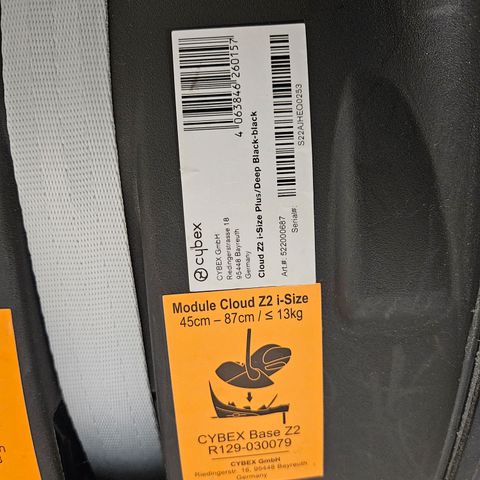 4 063846 260157
cybex
CYBEX GmbH
Riedingerstrasse 18
95448 Bayreuth
Germany
Cloud Z2 i-Size Plus/Deep Black-black
Art.#: 522000687
Serial#:
S22AJHEQ0253
Module Cloud Z2 i-Size
45cm – 87cm / ≤ 13kg
CYBEX Base Z2
R129-030079
CYBEX GmbH
Riedingerstr. 18, 95448 Bayreuth
Germany